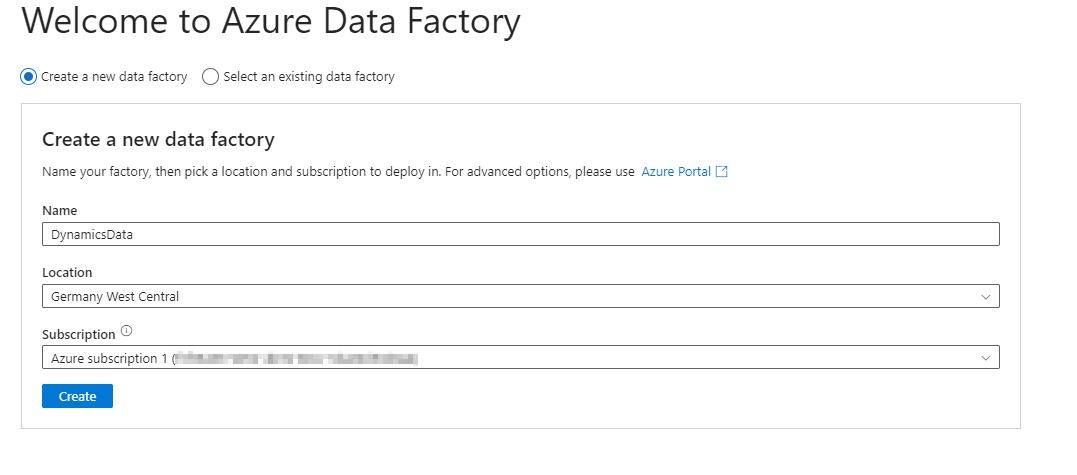 Welcome to Azure Data Factory
Create a new data factory Select an existing data factory
Create a new data factory
Name your factory, then pick a location and subscription to deploy in. For advanced options, please use Azure Portal
Name
DynamicsData
Location
Germany West Central
Subscription
Azure subscription 1 (
Create